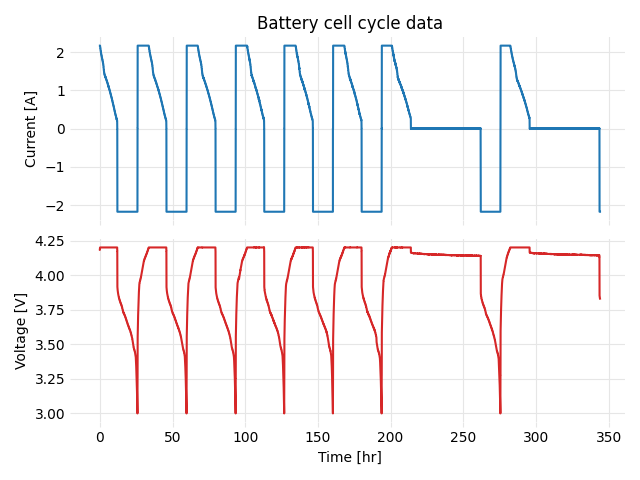 Battery cell cycle data
Current [A]
2
1
0
−1
−2
Voltage [V]
4.25
4.00
3.75
3.50
3.25
3.00
0 50 100 150 200 250 300 350
Time [hr]